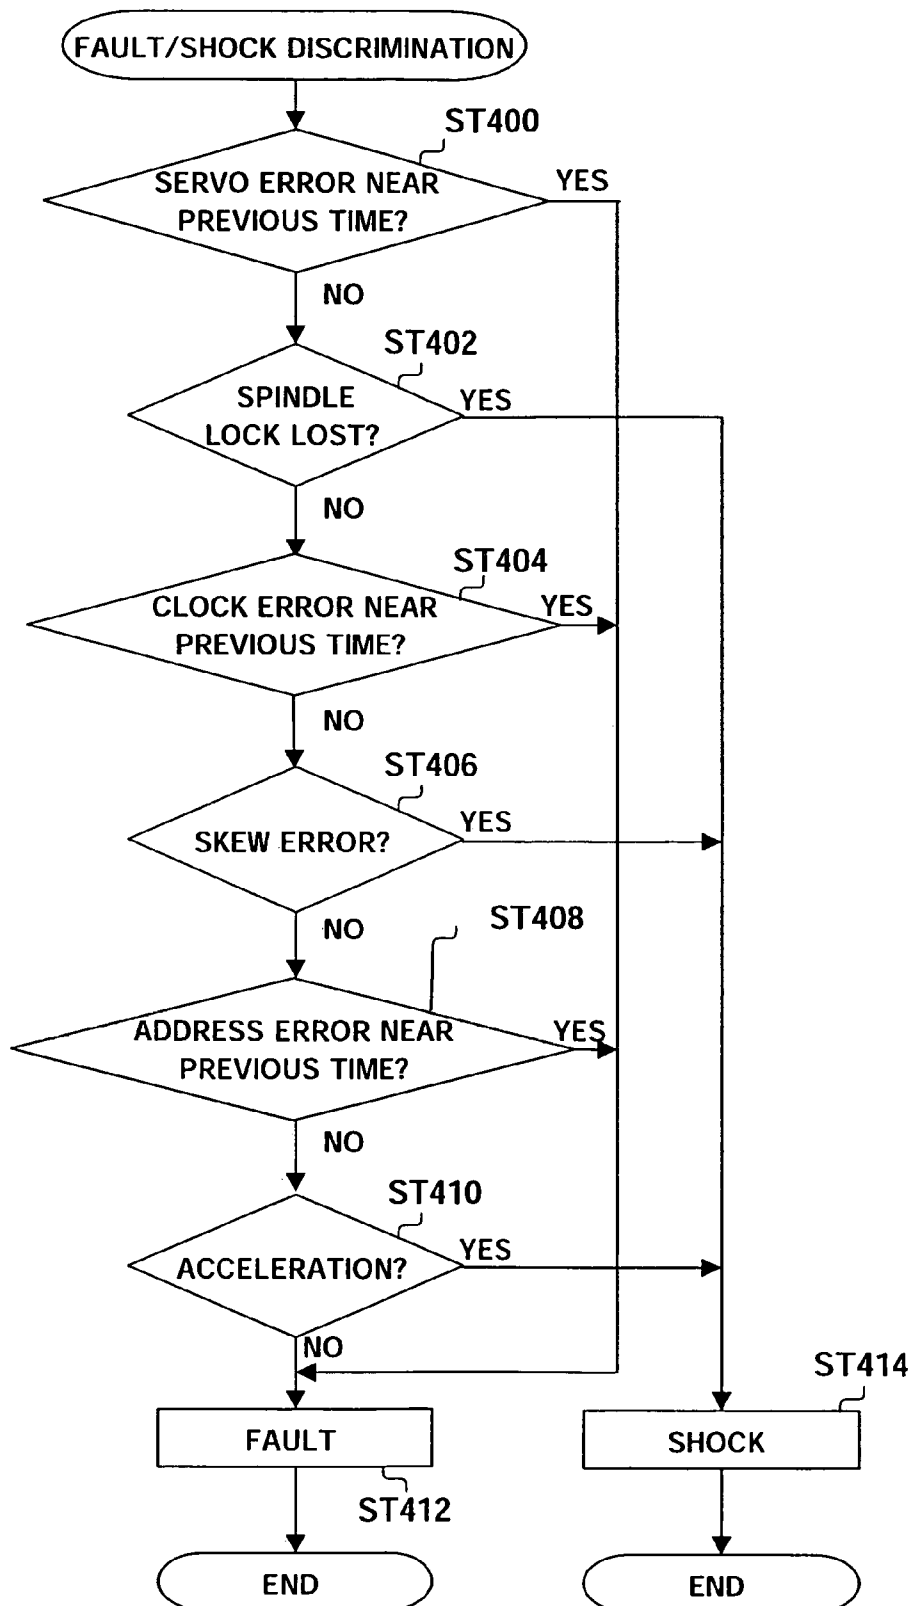 FAULT/SHOCK DISCRIMINATION
ST400
SERVO ERROR NEAR
PREVIOUS TIME?
YES
NO
ST402
SPINDLE
LOCK LOST?
YES
NO
ST404
CLOCK ERROR NEAR
PREVIOUS TIME?
YES
NO
ST406
SKEW ERROR?
YES
NO
ST408
ADDRESS ERROR NEAR
PREVIOUS TIME?
YES
NO
ST410
ACCELERATION?
YES
NO
ST414
FAULT
SHOCK
ST412
END
END